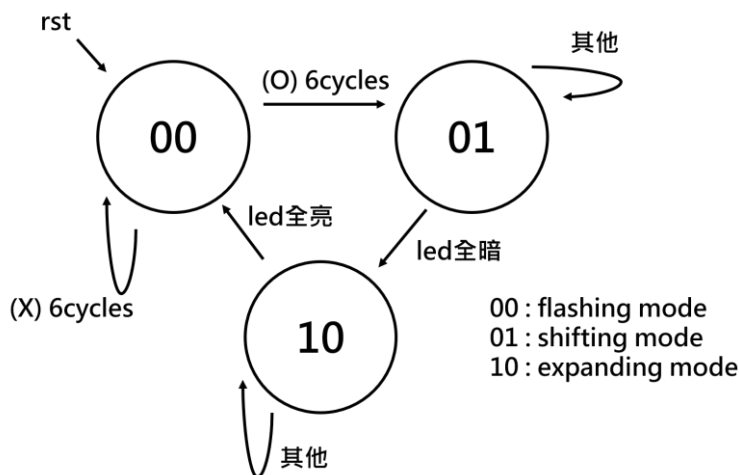 rst
(O) 6cycles
其他
00
01
led全亮
led全暗
(X) 6cycles
10
其他
00 : flashing mode
01 : shifting mode
10 : expanding mode